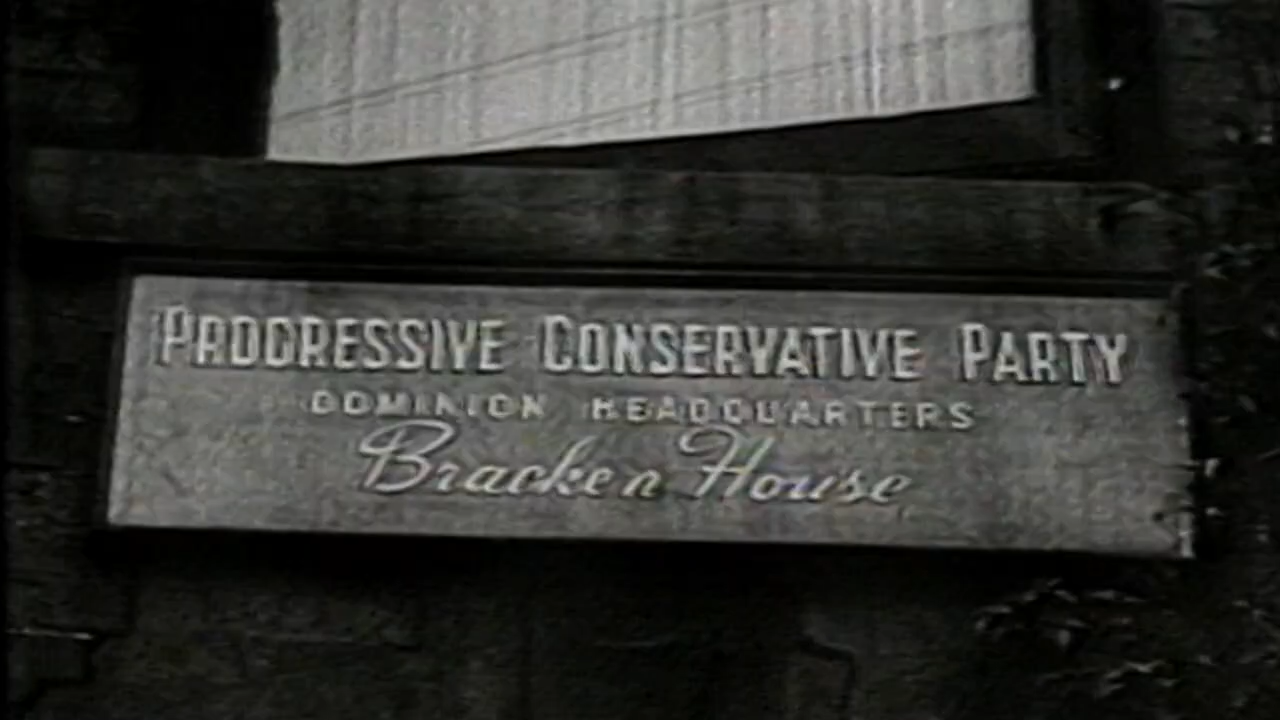 PROGRESSIVE CONSERVATIVE PARTY
DOMINION HEADQUARTERS
Bracken House